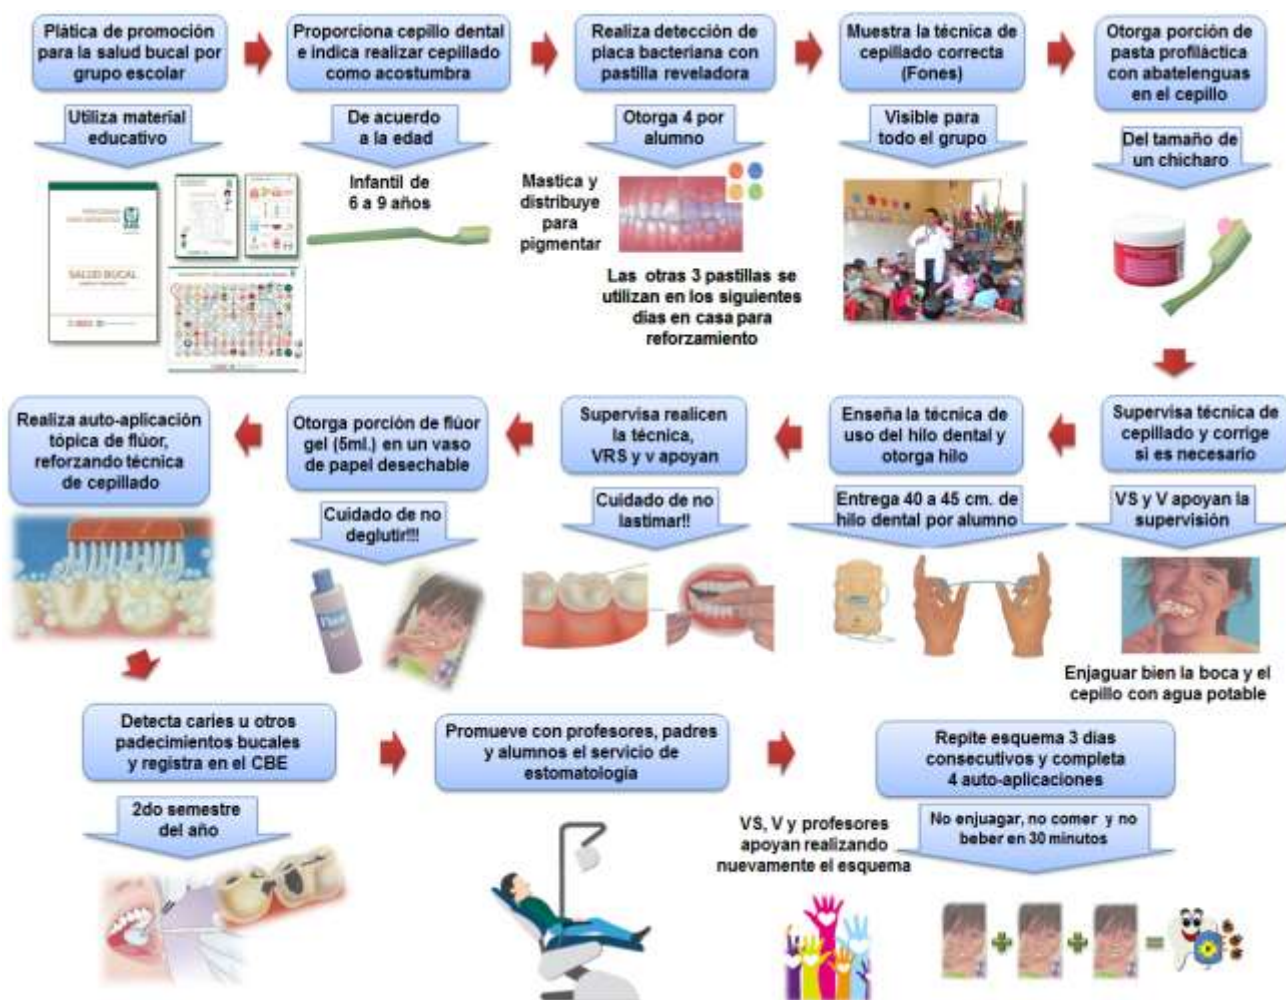 Plática de promoción
para la salud bucal por
grupo escolar
Utiliza material
educativo
SALUD BUCAL
Proporciona cepillo dental
e indica realizar cepillado
como acostumbra
De acuerdo
a la edad
Infantil de
6 a 9 años
Realiza detección de
placa bacteriana con
pastilla reveladora
Otorga 4 por
alumno
Mastica y
distribuye
para
pigmentar
Las otras 3 pastillas se
utilizan en los siguientes
días en casa para
reforzamiento
Muestra la técnica de
cepillado correcta
(Fones)
Visible para
todo el grupo
Otorga porción de
pasta profiláctica
con abatelenguas
en el cepillo
Del tamaño de
un chicharo
Supervisa técnica de
cepillado y corrige
si es necesario
VS y V apoyan la
supervisión
Enjaguar bien la boca y el
cepillo con agua potable
Enseña la técnica de
uso del hilo dental y
otorga hilo
Entrega 40 a 45 cm. de
hilo dental por alumno
Supervisa realicen
la técnica,
VRS y v apoyan
Cuidado de no
lastimar!!
Otorga porción de flúor
gel (5ml.) en un vaso
de papel desechable
Cuidado de no
deglutir!!!
Flúor
Realiza auto-aplicación
tópica de flúor,
reforzando técnica
de cepillado
Detecta caries u otros
padecimientos bucales
y registra en el CBE
2do semestre
del año
Promueve con profesores, padres
y alumnos el servicio de
estomatología
Repite esquema 3 días
consecutivos y completa
4 auto-aplicaciones
No enjuagar, no comer y no
beber en 30 minutos
VS, V y profesores
apoyan realizando
nuevamente el esquema